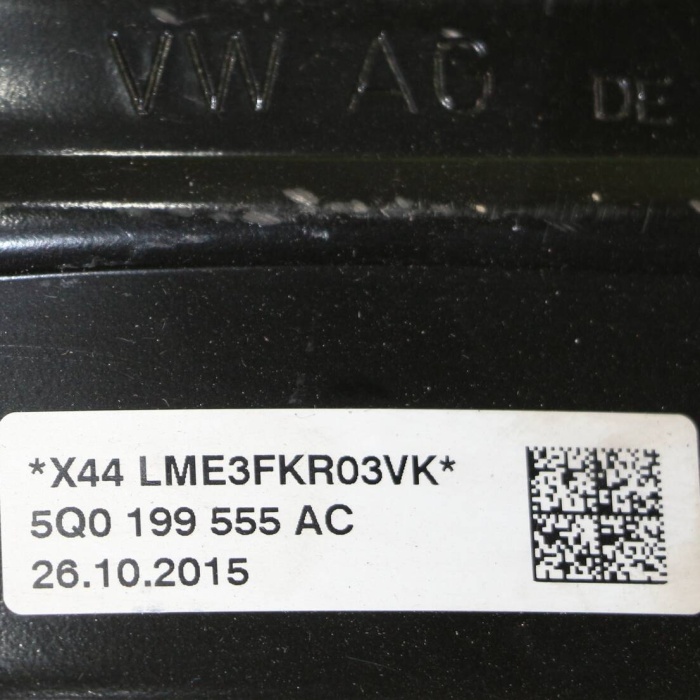 VW AG DE
*X44 LME3FKR03VK*
5Q0 199 555 AC
26.10.2015